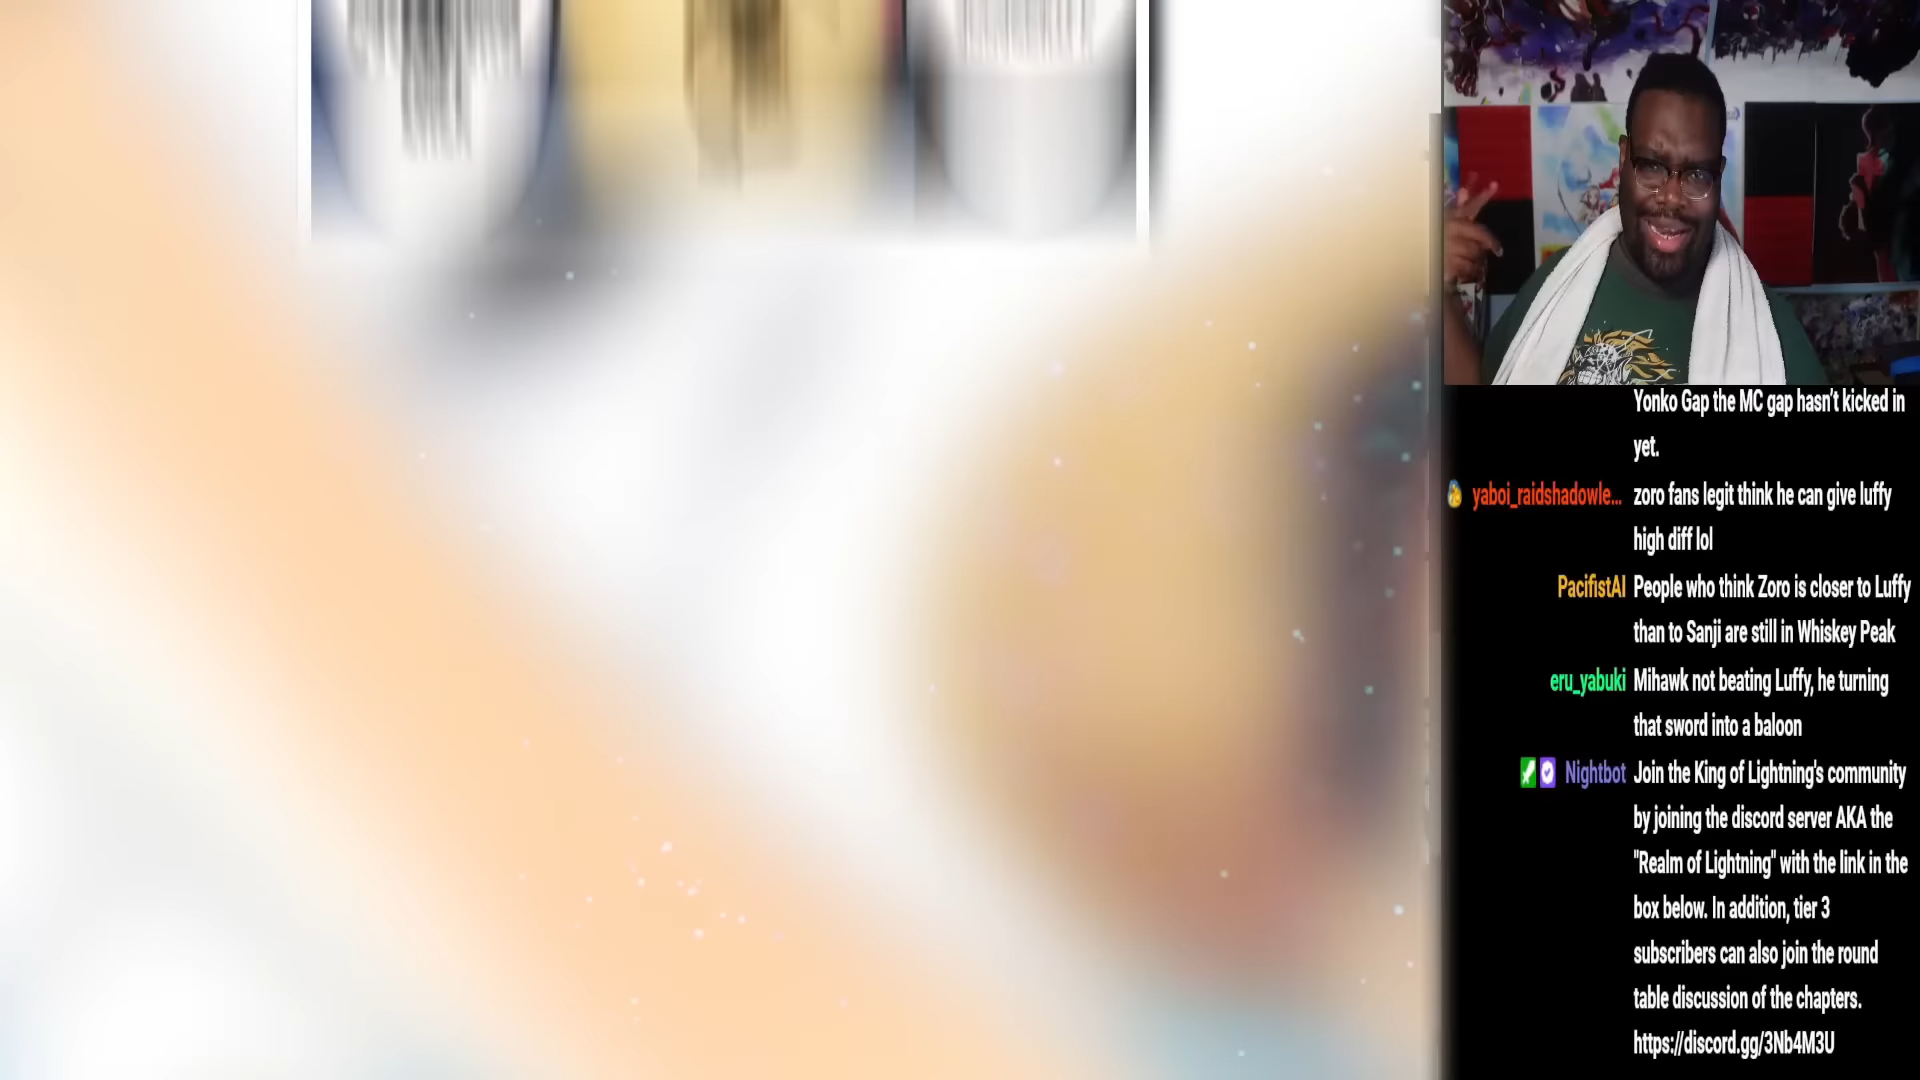 Yonko Gap the MC gap hasn't kicked in
yet.
yaboi_raidshadowle... zoro fans legit think he can give luffy
high diff lol
PacifistAI People who think Zoro is closer to Luffy
than to Sanji are still in Whiskey Peak
eru_yabuki Mihawk not beating Luffy, he turning
that sword into a baloon
Nightbot Join the King of Lightning's community
by joining the discord server AKA the
"Realm of Lightning" with the link in the
box below. In addition, tier 3
subscribers can also join the round
table discussion of the chapters.
https://discord.gg/3Nb4M3U